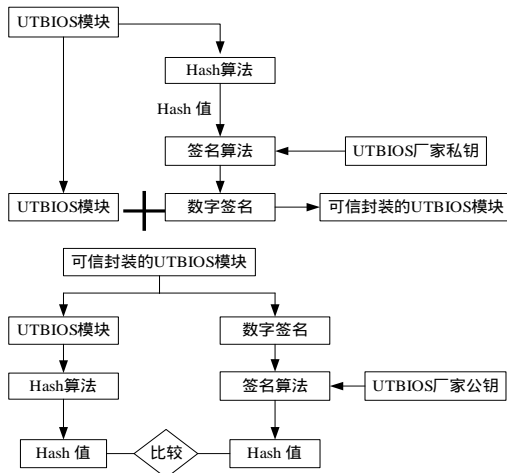 UTBIOS模块
Hash算法
Hash 值
签名算法
UTBIOS厂家私钥
UTBIOS模块
数字签名
可信封装的UTBIOS模块
可信封装的UTBIOS模块
UTBIOS模块
数字签名
Hash算法
签名算法
UTBIOS厂家公钥
Hash 值
比较
Hash 值